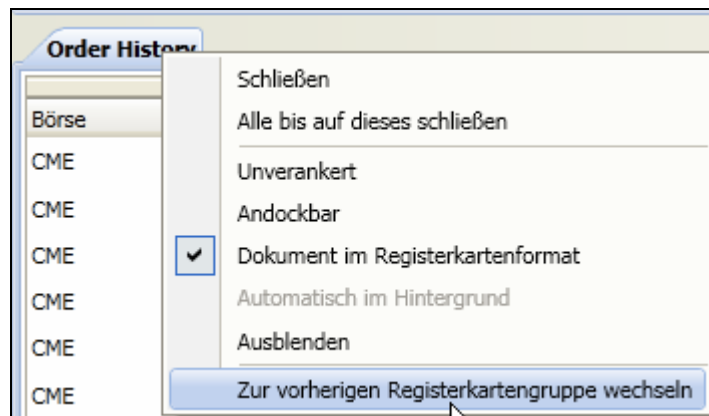 Order History
Schließen
Börse
Alle bis auf dieses schließen
CME
Unverankert
CME
Andockbar
CME
Dokument im Registerkartenformat
CME
Automatisch im Hintergrund
CME
Ausblenden
CME
Zur vorherigen Registerkartengruppe wechseln